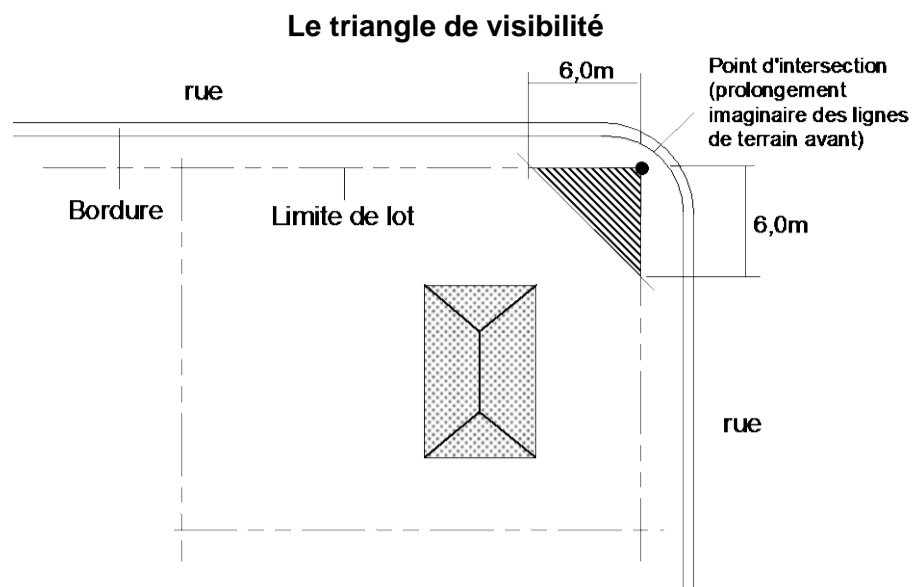 Le triangle de visibilité
6,0m
Point d'intersection
(prolongement
imaginaire des lignes
de terrain avant)
rue
Bordure
Limite de lot
6,0m
rue